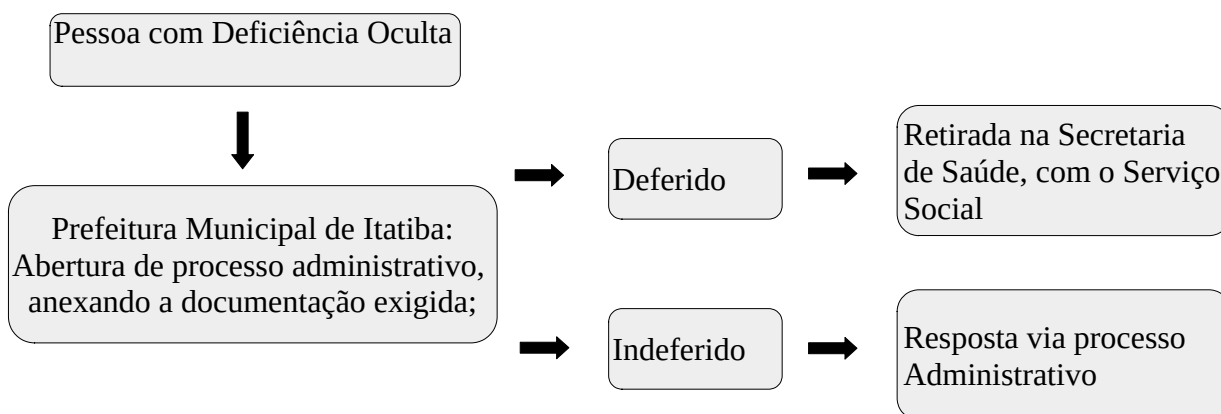 Pessoa com Deficiência Oculta
Prefeitura Municipal de Itatiba:
Abertura de processo administrativo,
anexando a documentação exigida;
Deferido
Retirada na Secretaria
de Saúde, com o Serviço
Social
Indeferido
Resposta via processo
Administrativo